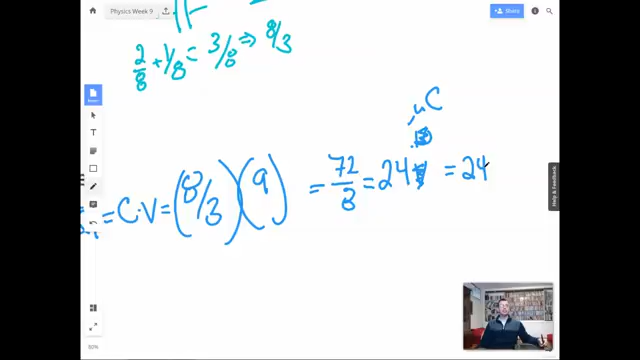 Physics Week 9
Share
2/8 + 1/8 = 3/8 ⇒ 8/3
μC
= C·V = (8/3)(9) = 72/8 = 24 = 24
Help & Feedback
80%